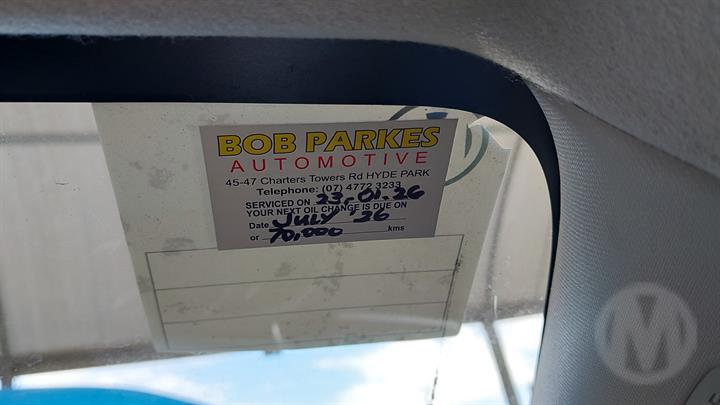 BOB PARKES
AUTOMOTIVE
45-47 Charters Towers Rd HYDE PARK
Telephone: (07) 4772 3233
SERVICED ON 23.01.26
YOUR NEXT OIL CHANGE IS DUE ON
Date JULY '26
or 70,000 kms
M